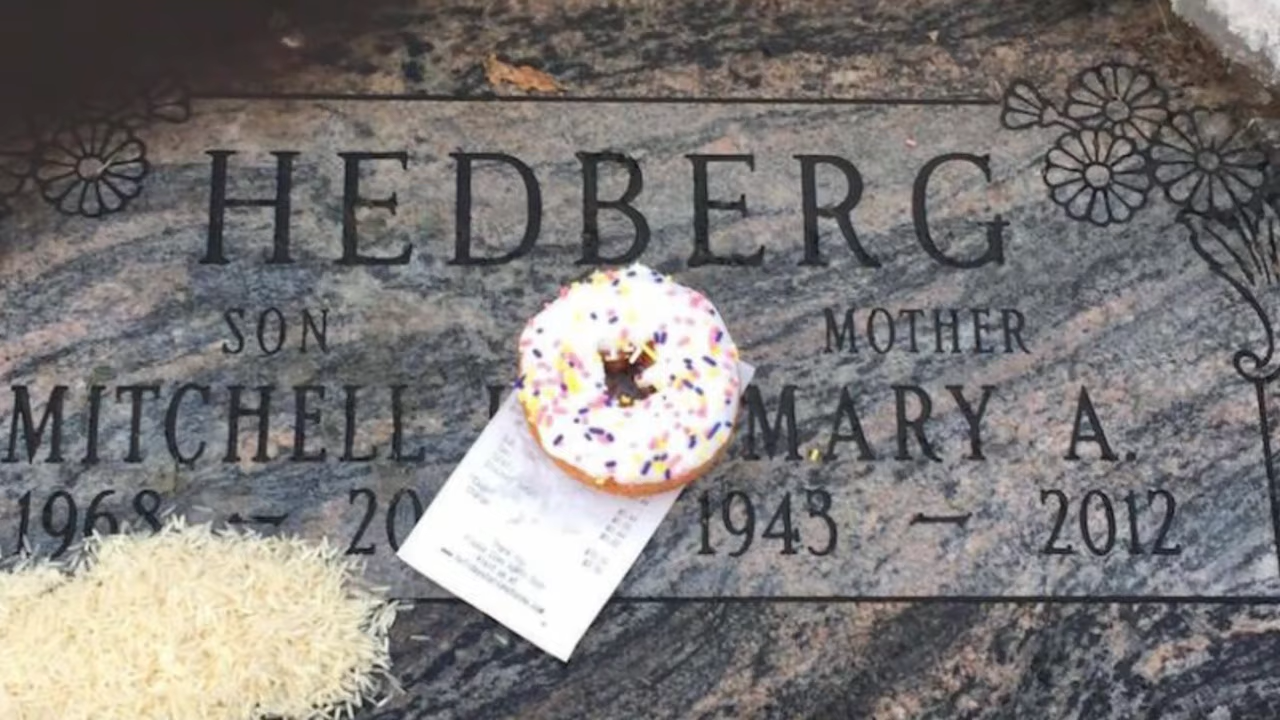 HEDBERG
SON MOTHER
MITCHELL MARY A.
1968 - 20 1943 - 2012